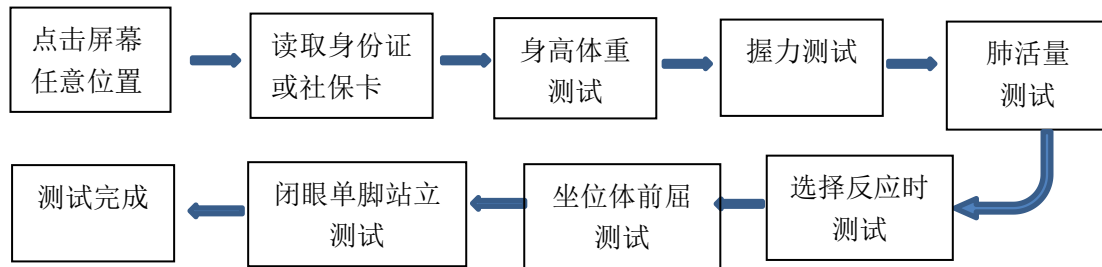 点击屏幕
任意位置
读取身份证
或社保卡
身高体重
测试
握力测试
肺活量
测试
选择反应时
测试
坐位体前屈
测试
闭眼单脚站立
测试
测试完成